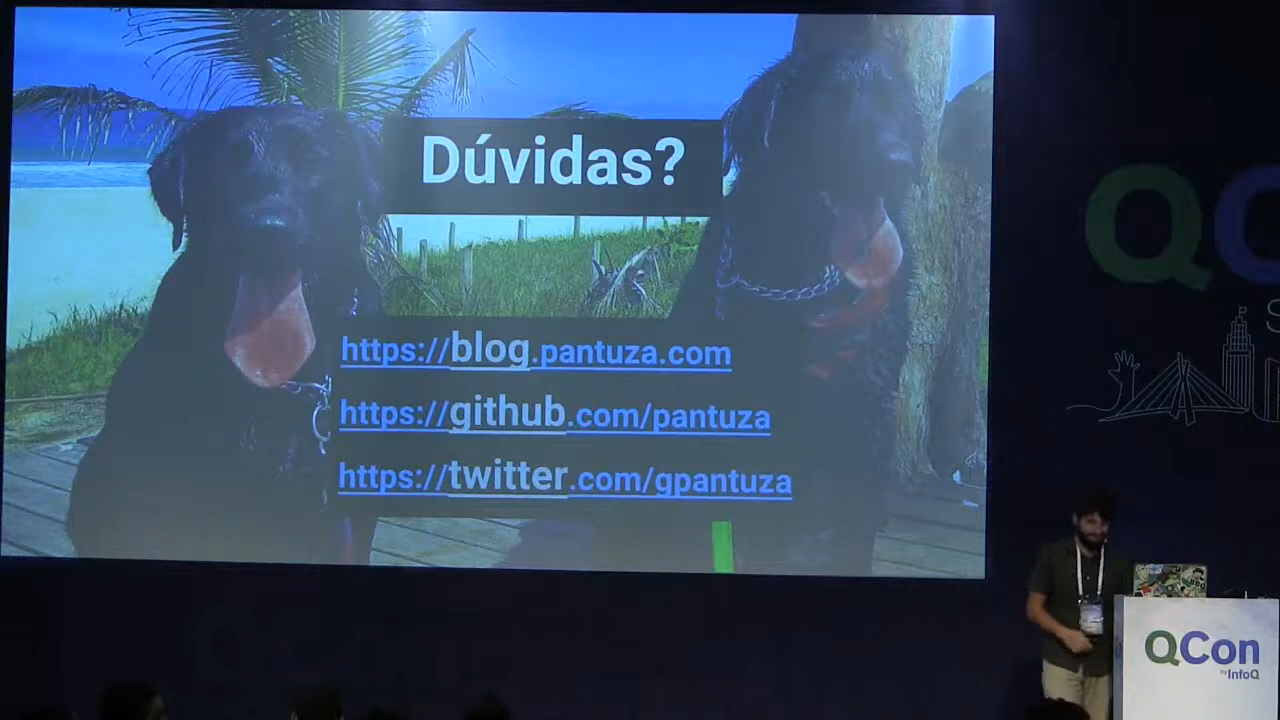 Dúvidas?
https://blog.pantuza.com
https://github.com/pantuza
https://twitter.com/gpantuza
QCon
by InfoQ